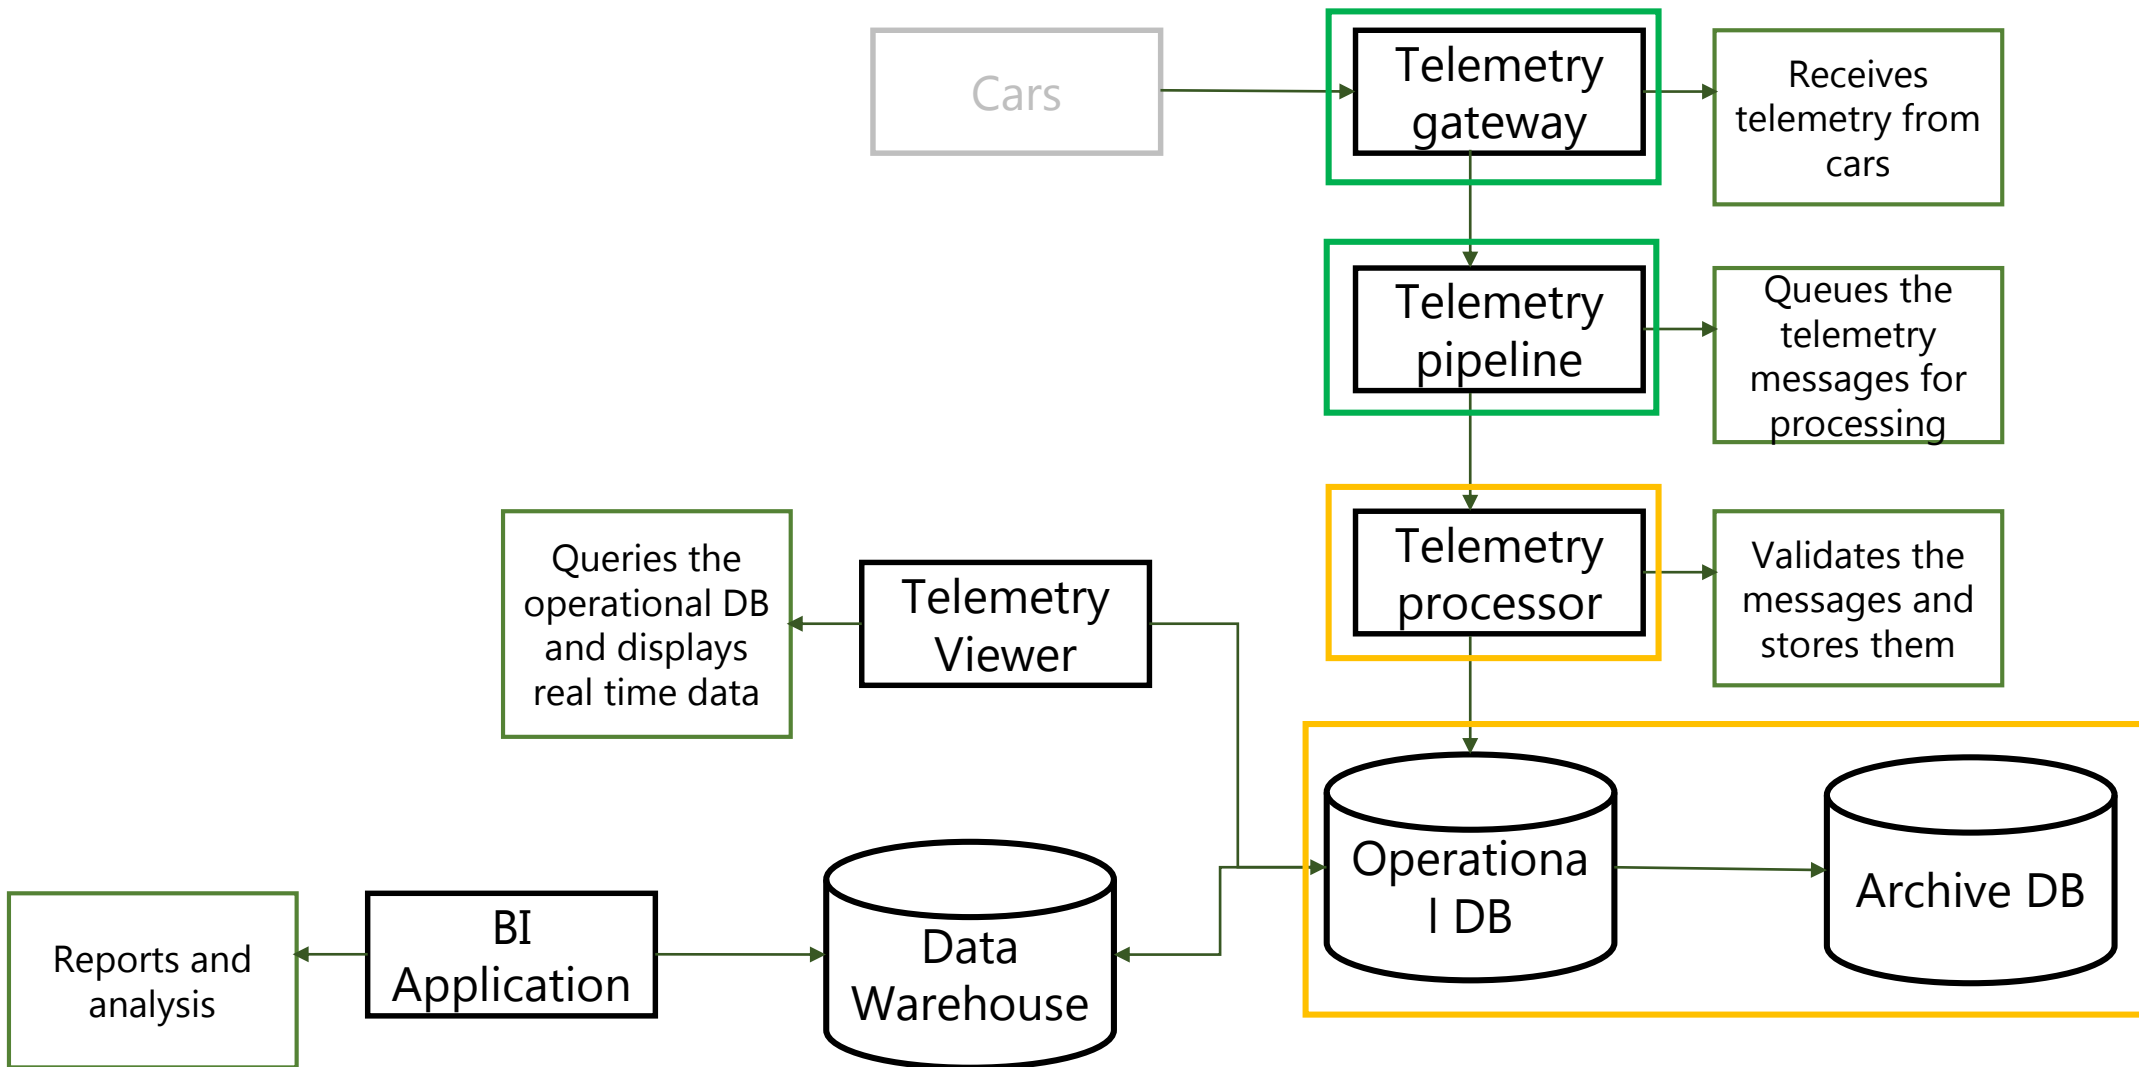 Cars
Telemetry
gateway
Receives
telemetry from
cars
Telemetry
pipeline
Queues the
telemetry
messages for
processing
Queries the
operational DB
and displays
real time data
Telemetry
Viewer
Telemetry
processor
Validates the
messages and
stores them
Reports and
analysis
BI
Application
Data
Warehouse
Operationa
l DB
Archive DB